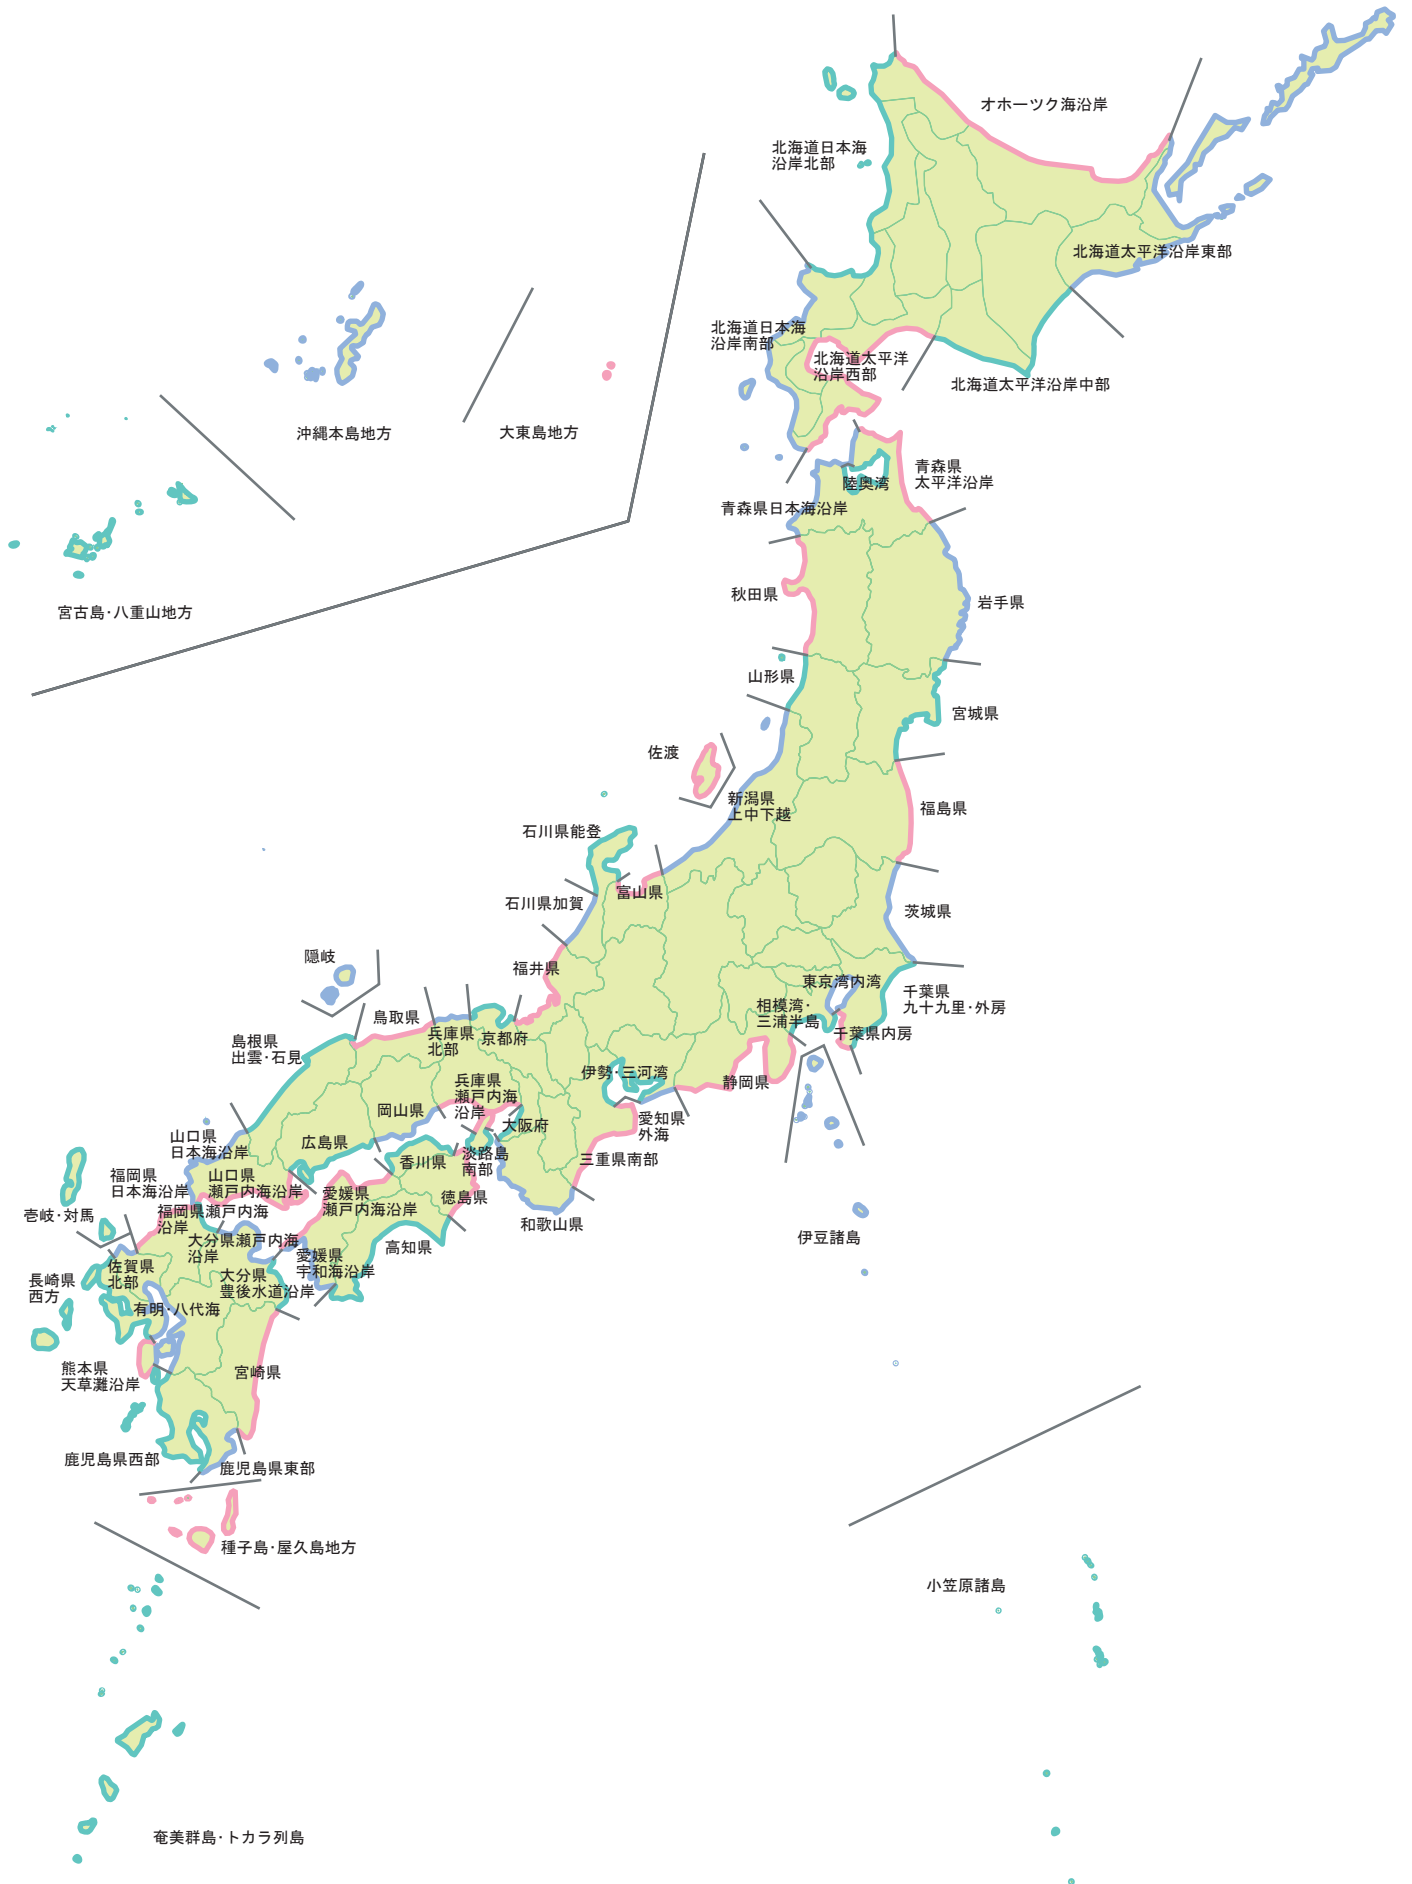 オホーツク海沿岸
北海道日本海
沿岸北部
北海道太平洋沿岸東部
北海道日本海
沿岸南部
北海道太平洋
沿岸西部
北海道太平洋沿岸中部
沖縄本島地方
大東島地方
青森県
太平洋沿岸
陸奥湾
青森県日本海沿岸
秋田県
岩手県
宮古島・八重山地方
山形県
宮城県
佐渡
新潟県
上中下越
福島県
石川県能登
富山県
石川県加賀
茨城県
隠岐
福井県
東京湾内湾
千葉県
九十九里・外房
相模湾・
三浦半島
千葉県内房
鳥取県
兵庫県
北部
京都府
島根県
出雲・石見
伊勢・三河湾
静岡県
兵庫県
瀬戸内海
沿岸
岡山県
大阪府
愛知県
外海
山口県
日本海沿岸
広島県
香川県
淡路島
南部
三重県南部
福岡県
日本海沿岸
山口県
瀬戸内海沿岸
愛媛県
瀬戸内海沿岸
徳島県
壱岐・対馬
福岡県瀬戸内海
沿岸
和歌山県
大分県瀬戸内海
沿岸
高知県
伊豆諸島
佐賀県
北部
愛媛県
宇和海沿岸
長崎県
西方
大分県
豊後水道沿岸
有明・八代海
熊本県
天草灘沿岸
宮崎県
鹿児島県西部
鹿児島県東部
種子島・屋久島地方
小笠原諸島
奄美群島・トカラ列島